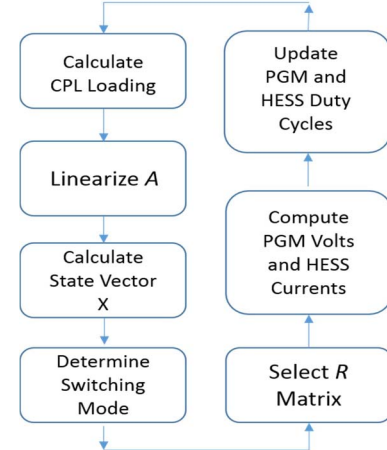 Calculate
CPL Loading
Linearize A
Calculate
State Vector
X
Determine
Switching
Mode
Select R
Matrix
Compute
PGM Volts
and HESS
Currents
Update
PGM and
HESS Duty
Cycles